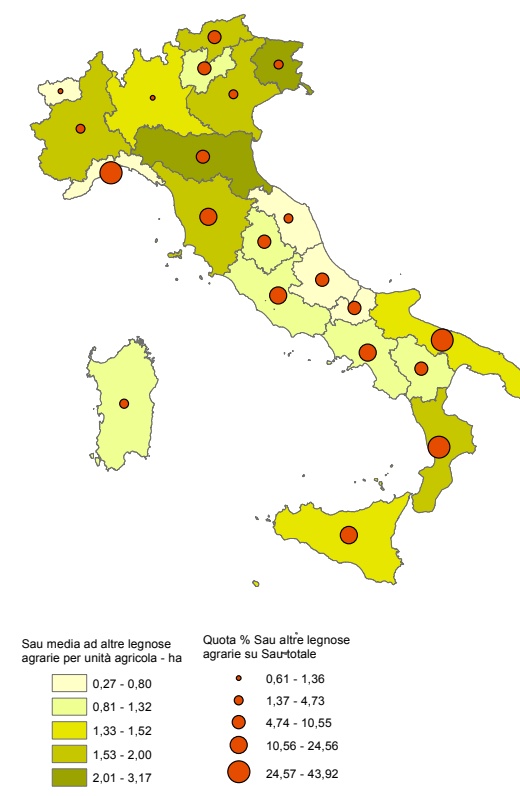 Sau media ad altre legnose
agrarie per unità agricola - ha
0,27 - 0,80
0,81 - 1,32
1,33 - 1,52
1,53 - 2,00
2,01 - 3,17
Quota % Sau altre legnose
agrarie su Sau totale
0,61 - 1,36
1,37 - 4,73
4,74 - 10,55
10,56 - 24,56
24,57 - 43,92